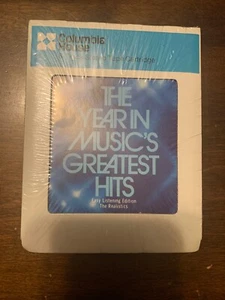 Columbia
House
THE
YEAR IN
MUSIC'S
GREATEST
HITS
Easy Listening Edition
The Realistics